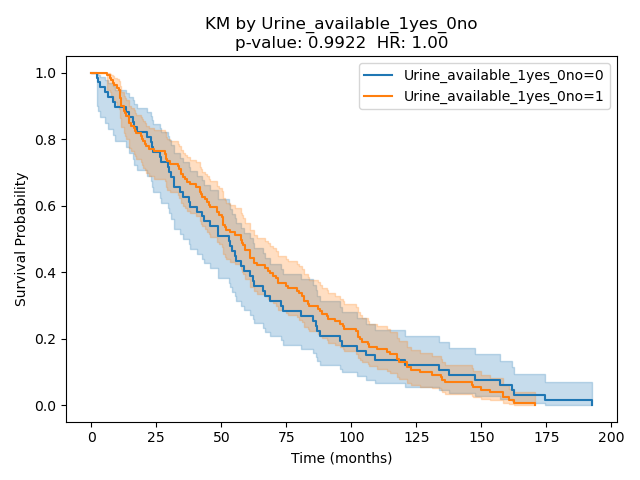 KM by Urine_available_1yes_0no
p-value: 0.9922  HR: 1.00
Urine_available_1yes_0no=0
Urine_available_1yes_0no=1
Survival Probability
1.0
0.8
0.6
0.4
0.2
0.0
0 25 50 75 100 125 150 175 200
Time (months)